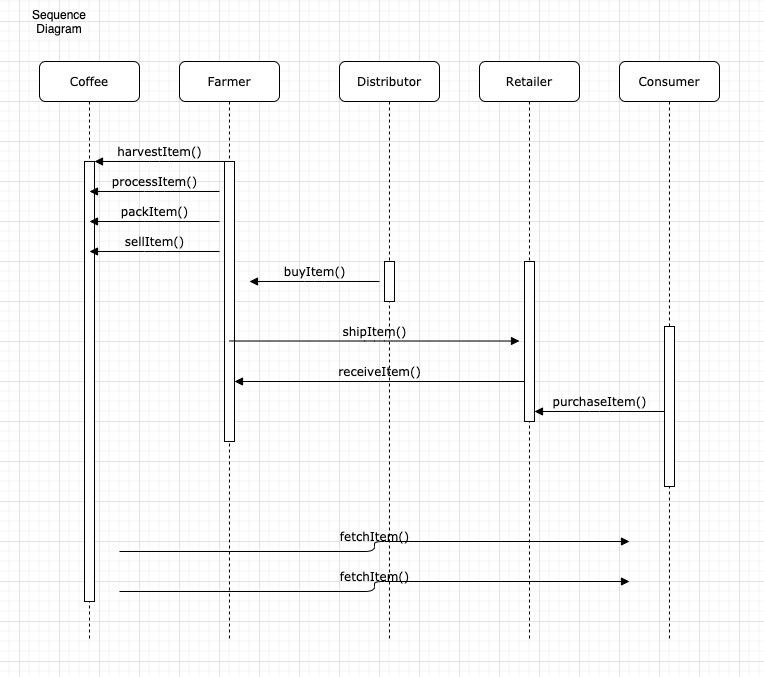 Sequence
Diagram
Coffee
Farmer
Distributor
Retailer
Consumer
harvestItem()
processItem()
packItem()
sellItem()
buyItem()
shipItem()
receiveItem()
purchaseItem()
fetchItem()
fetchItem()